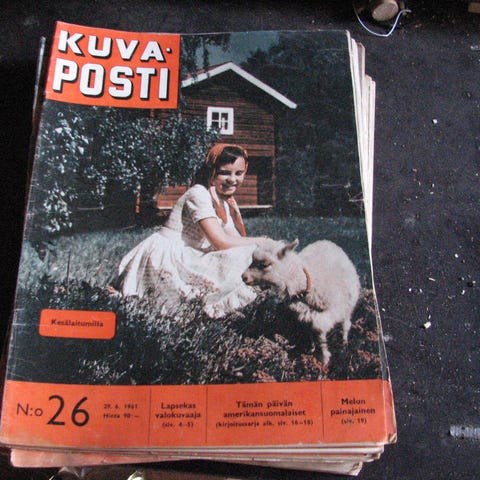 KUVA-
POSTI
Kesälaitumilla
N:o 26
29. 6. 1961
Hinta 90:—
Lapsekas
valokuvaaja
(siv. 4—5)
Tämän päivän
amerikansuomalaiset
(kirjoitussarja alk. siv. 16—18)
Melun
painajainen
(siv. 19)